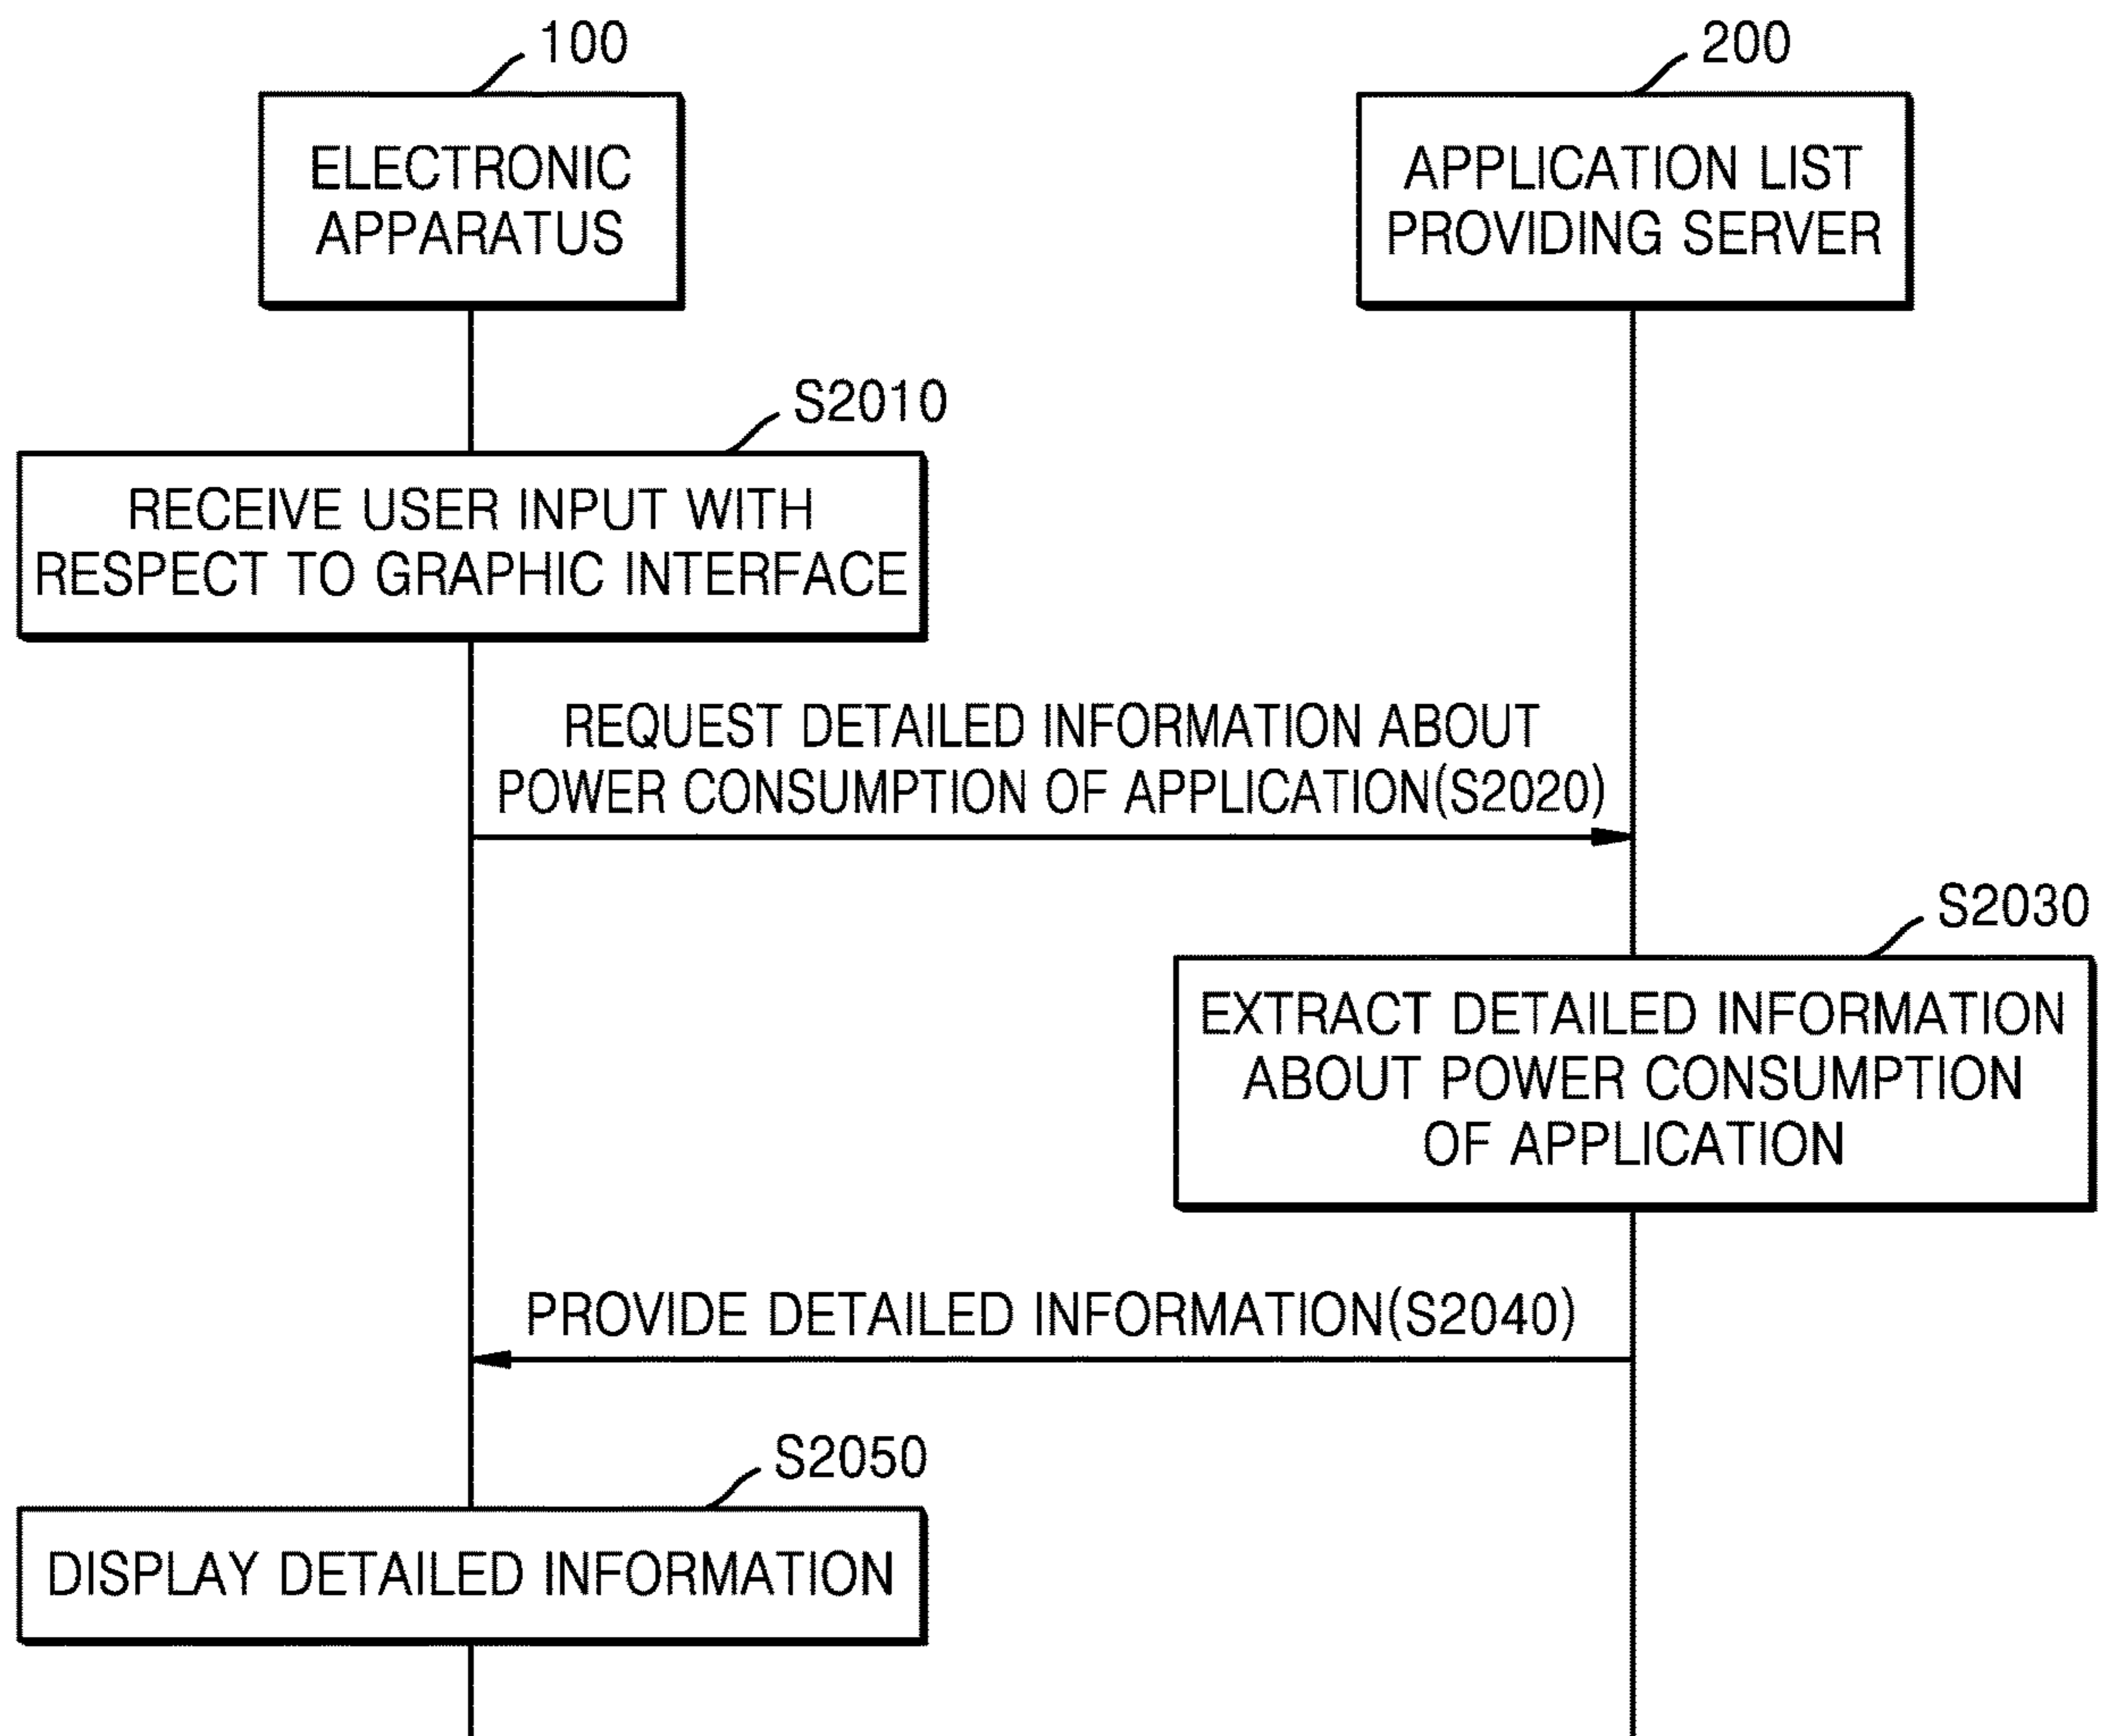 100
200
ELECTRONIC
APPARATUS
APPLICATION LIST
PROVIDING SERVER
S2010
RECEIVE USER INPUT WITH
RESPECT TO GRAPHIC INTERFACE
REQUEST DETAILED INFORMATION ABOUT
POWER CONSUMPTION OF APPLICATION(S2020)
S2030
EXTRACT DETAILED INFORMATION
ABOUT POWER CONSUMPTION
OF APPLICATION
PROVIDE DETAILED INFORMATION(S2040)
S2050
DISPLAY DETAILED INFORMATION